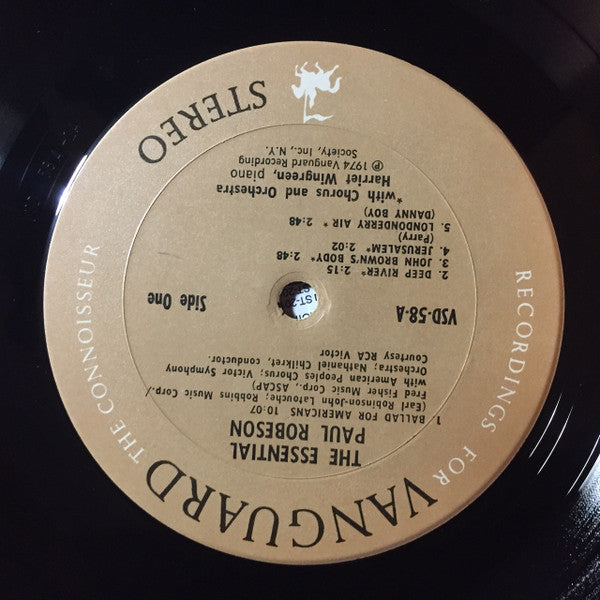 VANGUARD
RECORDINGS FOR THE CONNOISSEUR
THE ESSENTIAL
PAUL ROBESON
1. BALLAD FOR AMERICANS 10:07
(Earl Robinson-John Latouche; Robbins Music Corp./
Fred Fisher Music Corp., ASCAP)
with American Peoples Chorus; Victor Symphony
Orchestra; Nathaniel Chilkret, conductor.
Courtesy RCA Victor
VSD-58-A
Side One
2. DEEP RIVER* 2:15
3. JOHN BROWN'S BODY* 2:48
4. JERUSALEM* 2:02
(Parry)
5. LONDONDERRY AIR* 2:48
(DANNY BOY)
*with Chorus and Orchestra
Harriet Wingreen, piano
℗ 1974 Vanguard Recording
Society, Inc., N.Y.
STEREO